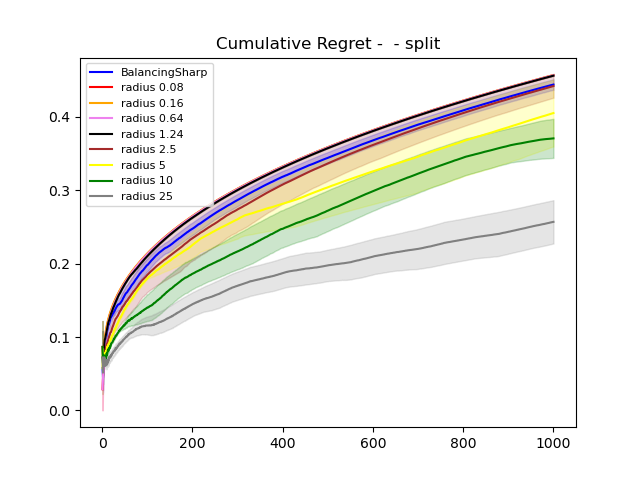 Cumulative Regret -  - split
BalancingSharp
radius 0.08
radius 0.16
radius 0.64
radius 1.24
radius 2.5
radius 5
radius 10
radius 25
0.4
0.3
0.2
0.1
0.0
0 200 400 600 800 1000